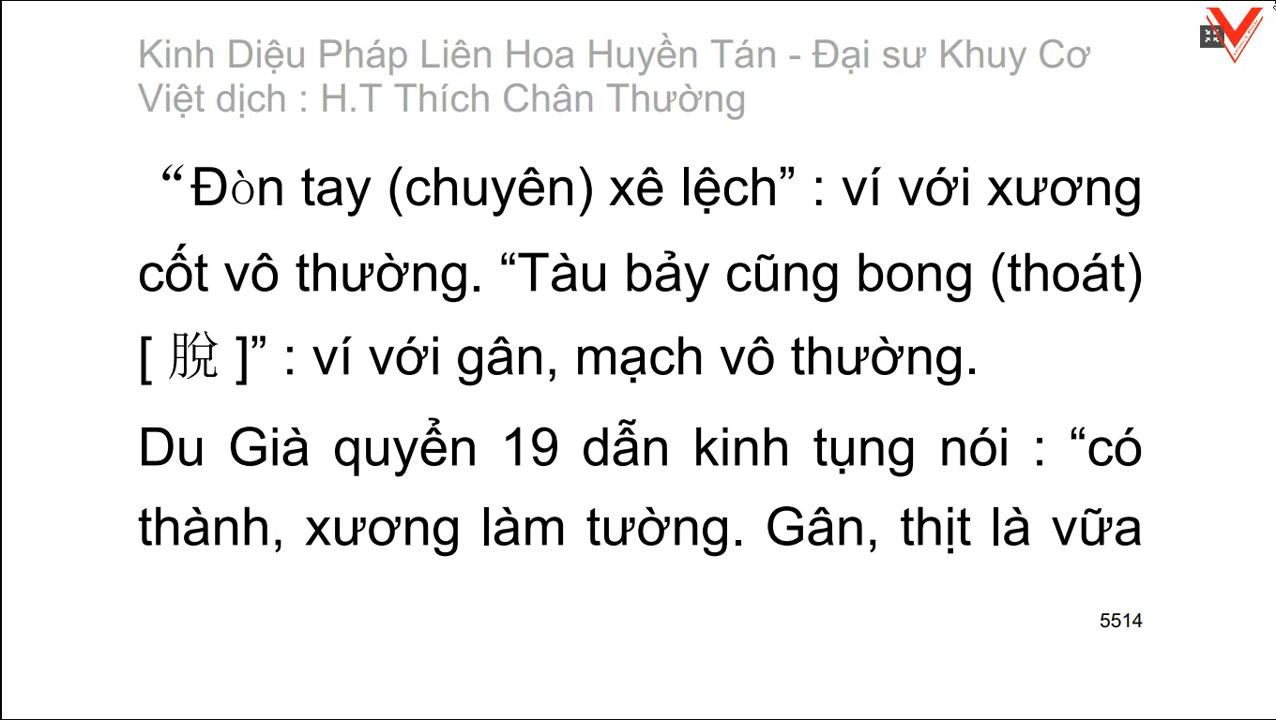 Kinh Diệu Pháp Liên Hoa Huyền Tán - Đại sư Khuy Cơ
Việt dịch : H.T Thích Chân Thường
“Đòn tay (chuyên) xê lệch” : ví với xương
cốt vô thường. “Tàu bảy cũng bong (thoát)
[ 脫 ]” : ví với gân, mạch vô thường.
Du Già quyển 19 dẫn kinh tụng nói : “có
thành, xương làm tường. Gân, thịt là vữa
5514